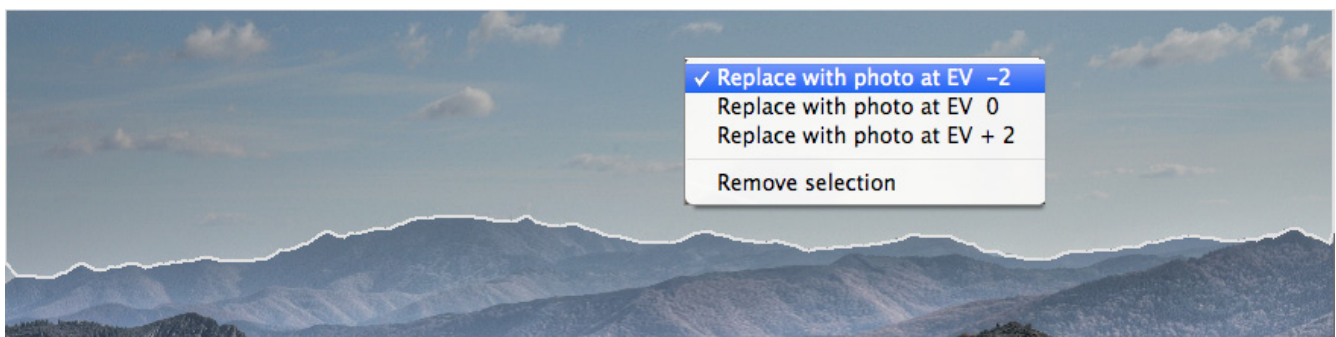 ✓ Replace with photo at EV -2
Replace with photo at EV 0
Replace with photo at EV + 2
Remove selection